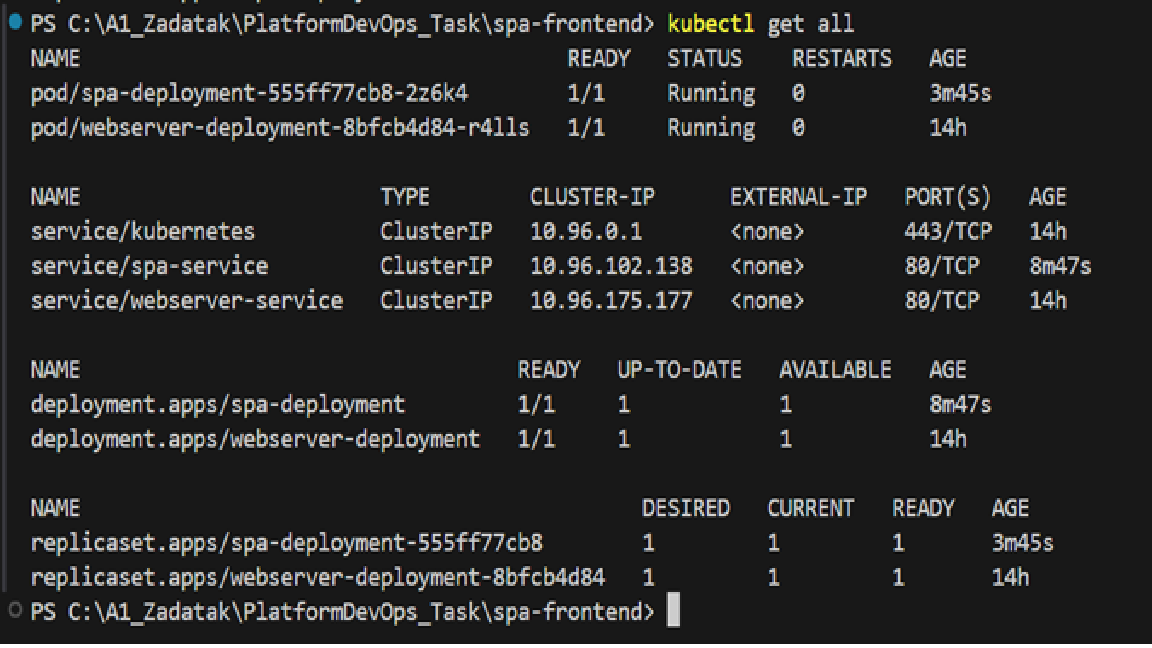 PS C:\A1_Zadatak\PlatformDevOps_Task\spa-frontend> kubectl get all
NAME READY STATUS RESTARTS AGE
pod/spa-deployment-555ff77cb8-2z6k4 1/1 Running 0 3m45s
pod/webserver-deployment-8bfcb4d84-r4lls 1/1 Running 0 14h
NAME TYPE CLUSTER-IP EXTERNAL-IP PORT(S) AGE
service/kubernetes ClusterIP 10.96.0.1 <none> 443/TCP 14h
service/spa-service ClusterIP 10.96.102.138 <none> 80/TCP 8m47s
service/webserver-service ClusterIP 10.96.175.177 <none> 80/TCP 14h
NAME READY UP-TO-DATE AVAILABLE AGE
deployment.apps/spa-deployment 1/1 1 1 8m47s
deployment.apps/webserver-deployment 1/1 1 1 14h
NAME DESIRED CURRENT READY AGE
replicaset.apps/spa-deployment-555ff77cb8 1 1 1 3m45s
replicaset.apps/webserver-deployment-8bfcb4d84 1 1 1 14h
PS C:\A1_Zadatak\PlatformDevOps_Task\spa-frontend>